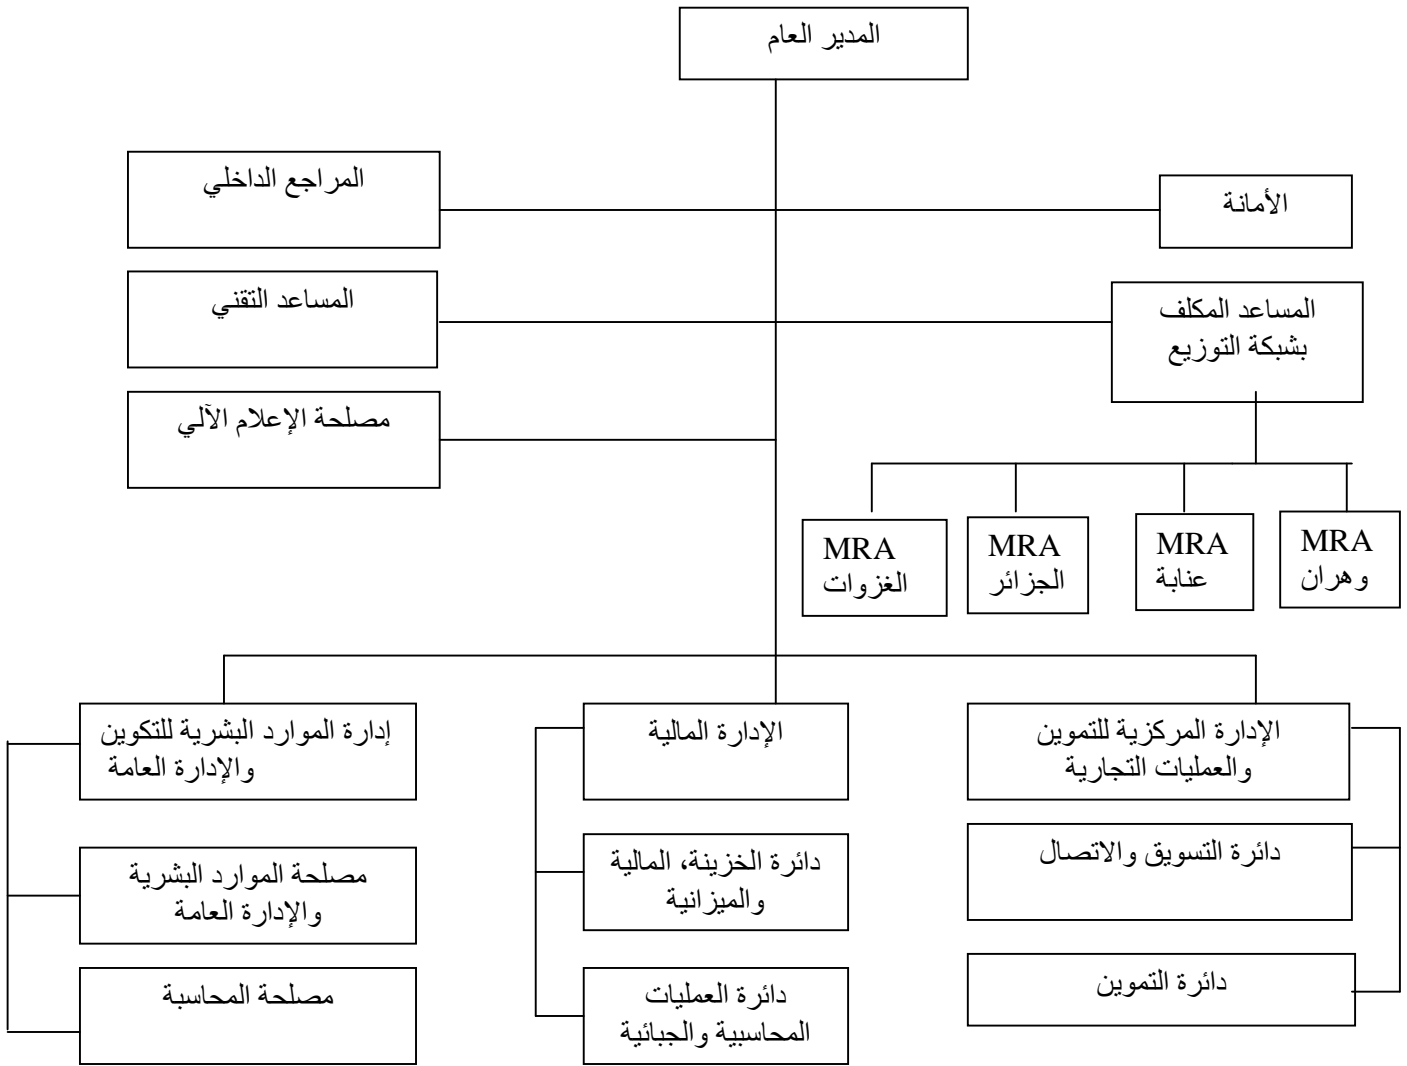 المدير العام
الأمانة
المراجع الداخلي
المساعد المكلف
بشبكة التوزيع
المساعد التقني
مصلحة الإعلام الآلي
MRA
وهران
MRA
عنابة
MRA
الجزائر
MRA
الغزوات
الإدارة المركزية للتموين
والعمليات التجارية
الإدارة المالية
إدارة الموارد البشرية للتكوين
والإدارة العامة
دائرة التسويق والاتصال
دائرة الخزينة، المالية
والميزانية
مصلحة الموارد البشرية
والإدارة العامة
دائرة التموين
دائرة العمليات
المحاسبية والجبائية
مصلحة المحاسبة